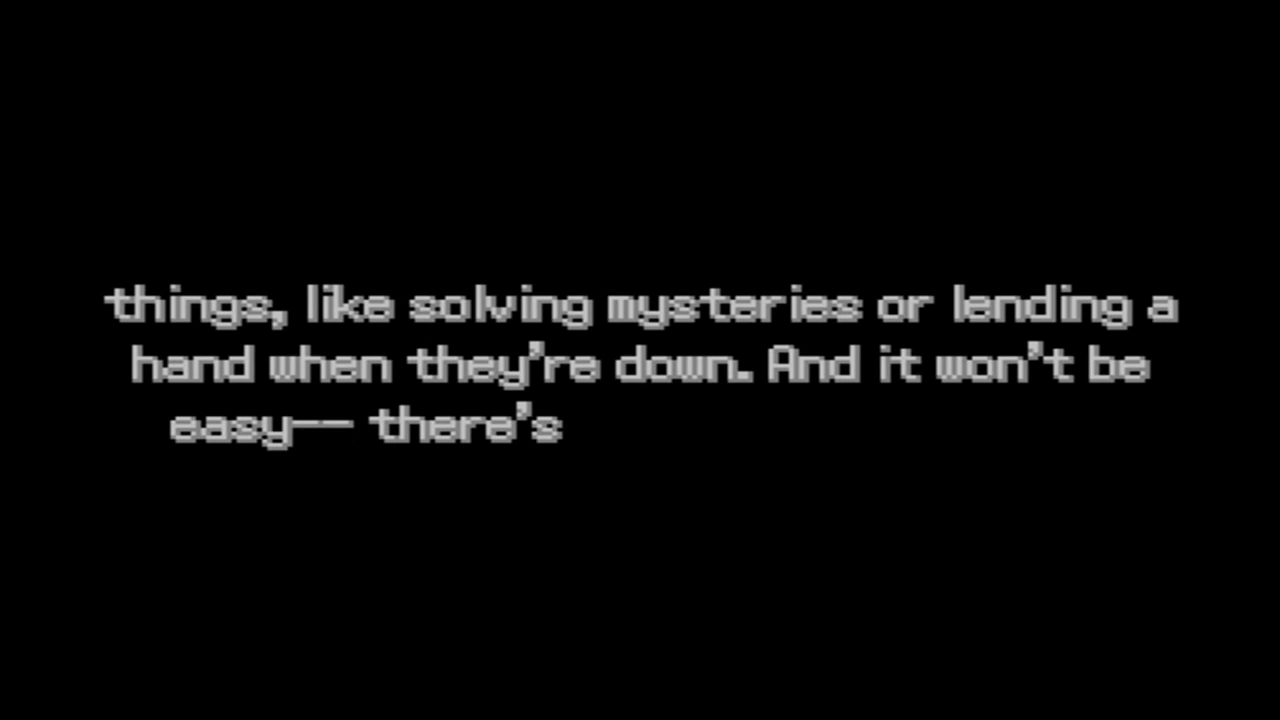 things, like solving mysteries or lending a
hand when they're down. And it won't be
easy-- there's